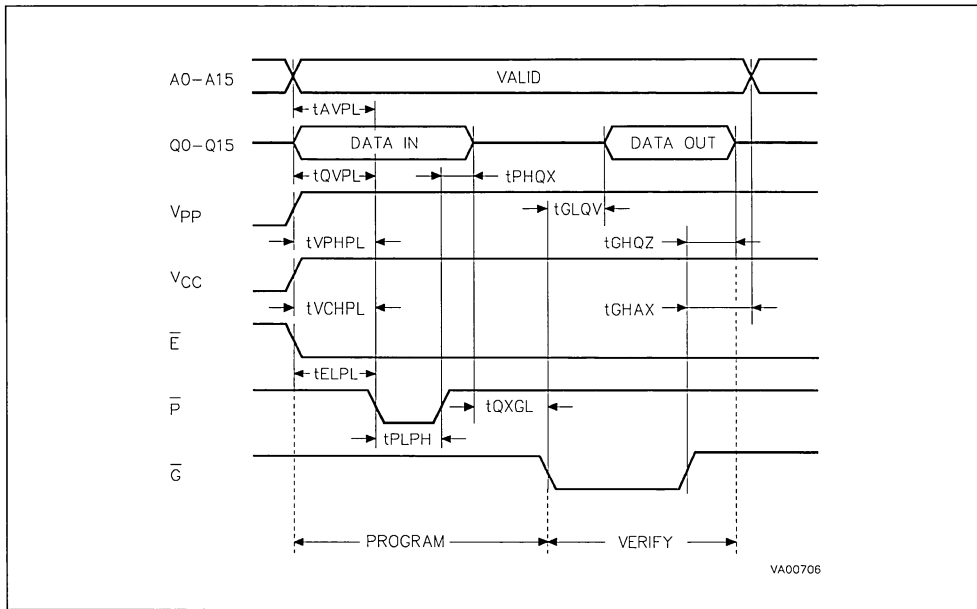 A0-A15 VALID
tAVPL
Q0-Q15 DATA IN DATA OUT
tQVPL tPHQX
VPP tGLQV
tVPHPL tGHQZ
VCC
tVCHPL tGHAX
E
tELPL
P
tQXGL
tPLPH
G
PROGRAM VERIFY
VA00706